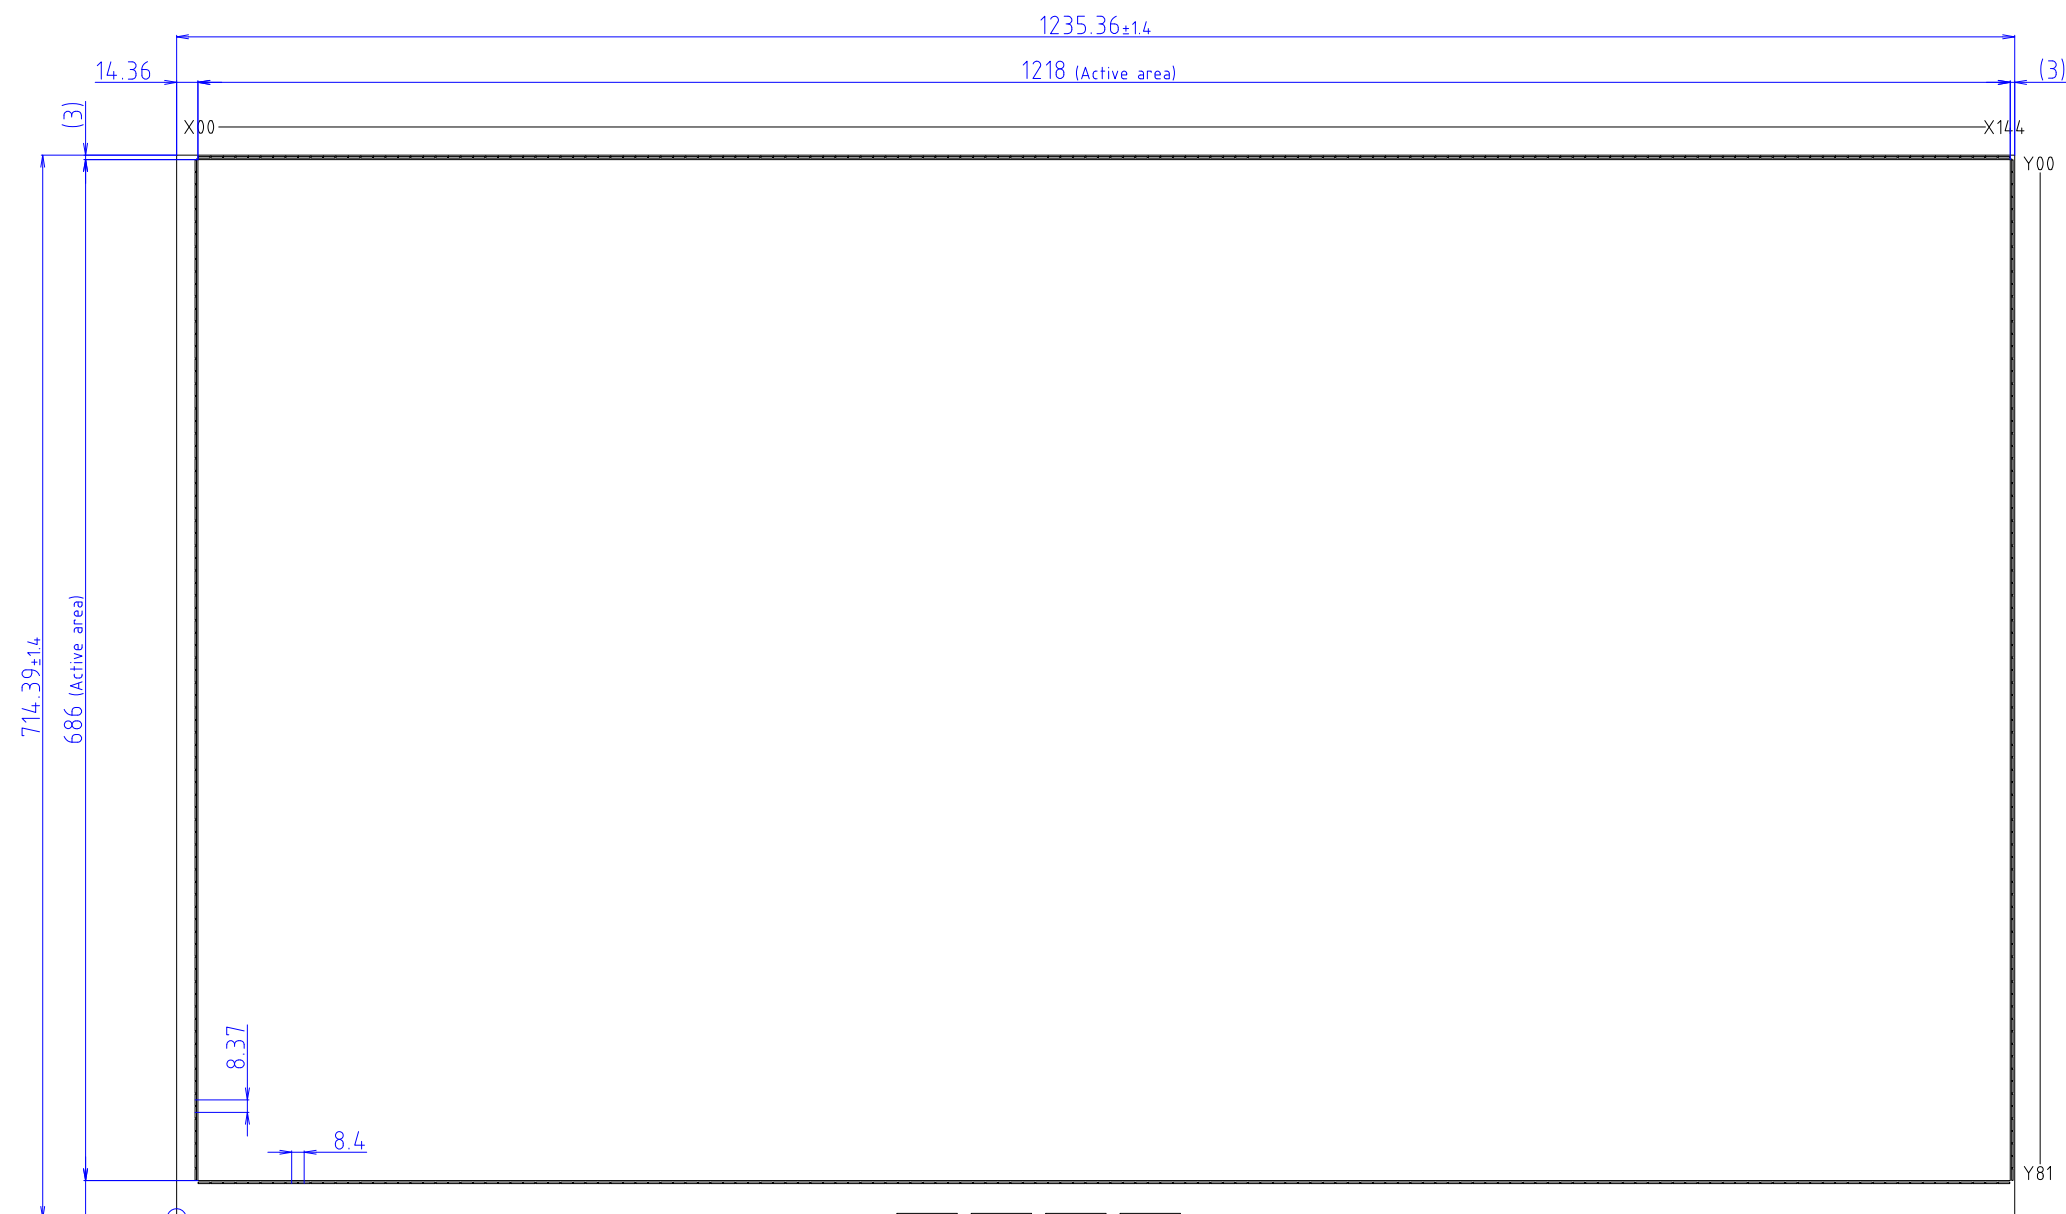 1235.36±1.4
14.36
1218 (Active area)
(3)
(3)
X00
X144
Y00
714.39±1.4
686 (Active area)
8.37
8.4
Y81